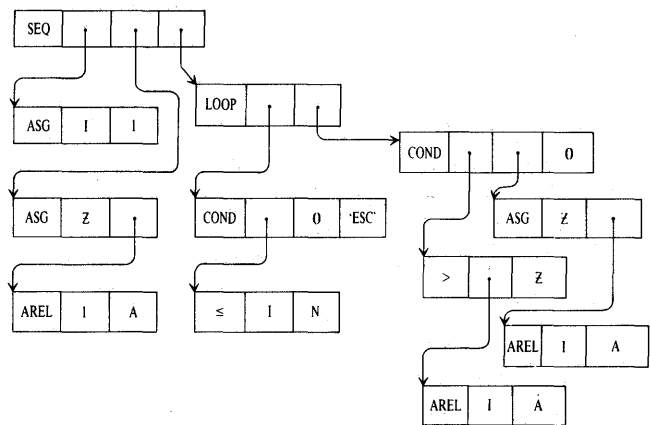 SEQ
LOOP
ASG I 1
COND 0
ASG Z
COND 0 'ESC'
ASG Z
> Z
AREL I A
≤ I N
AREL I A
AREL I A